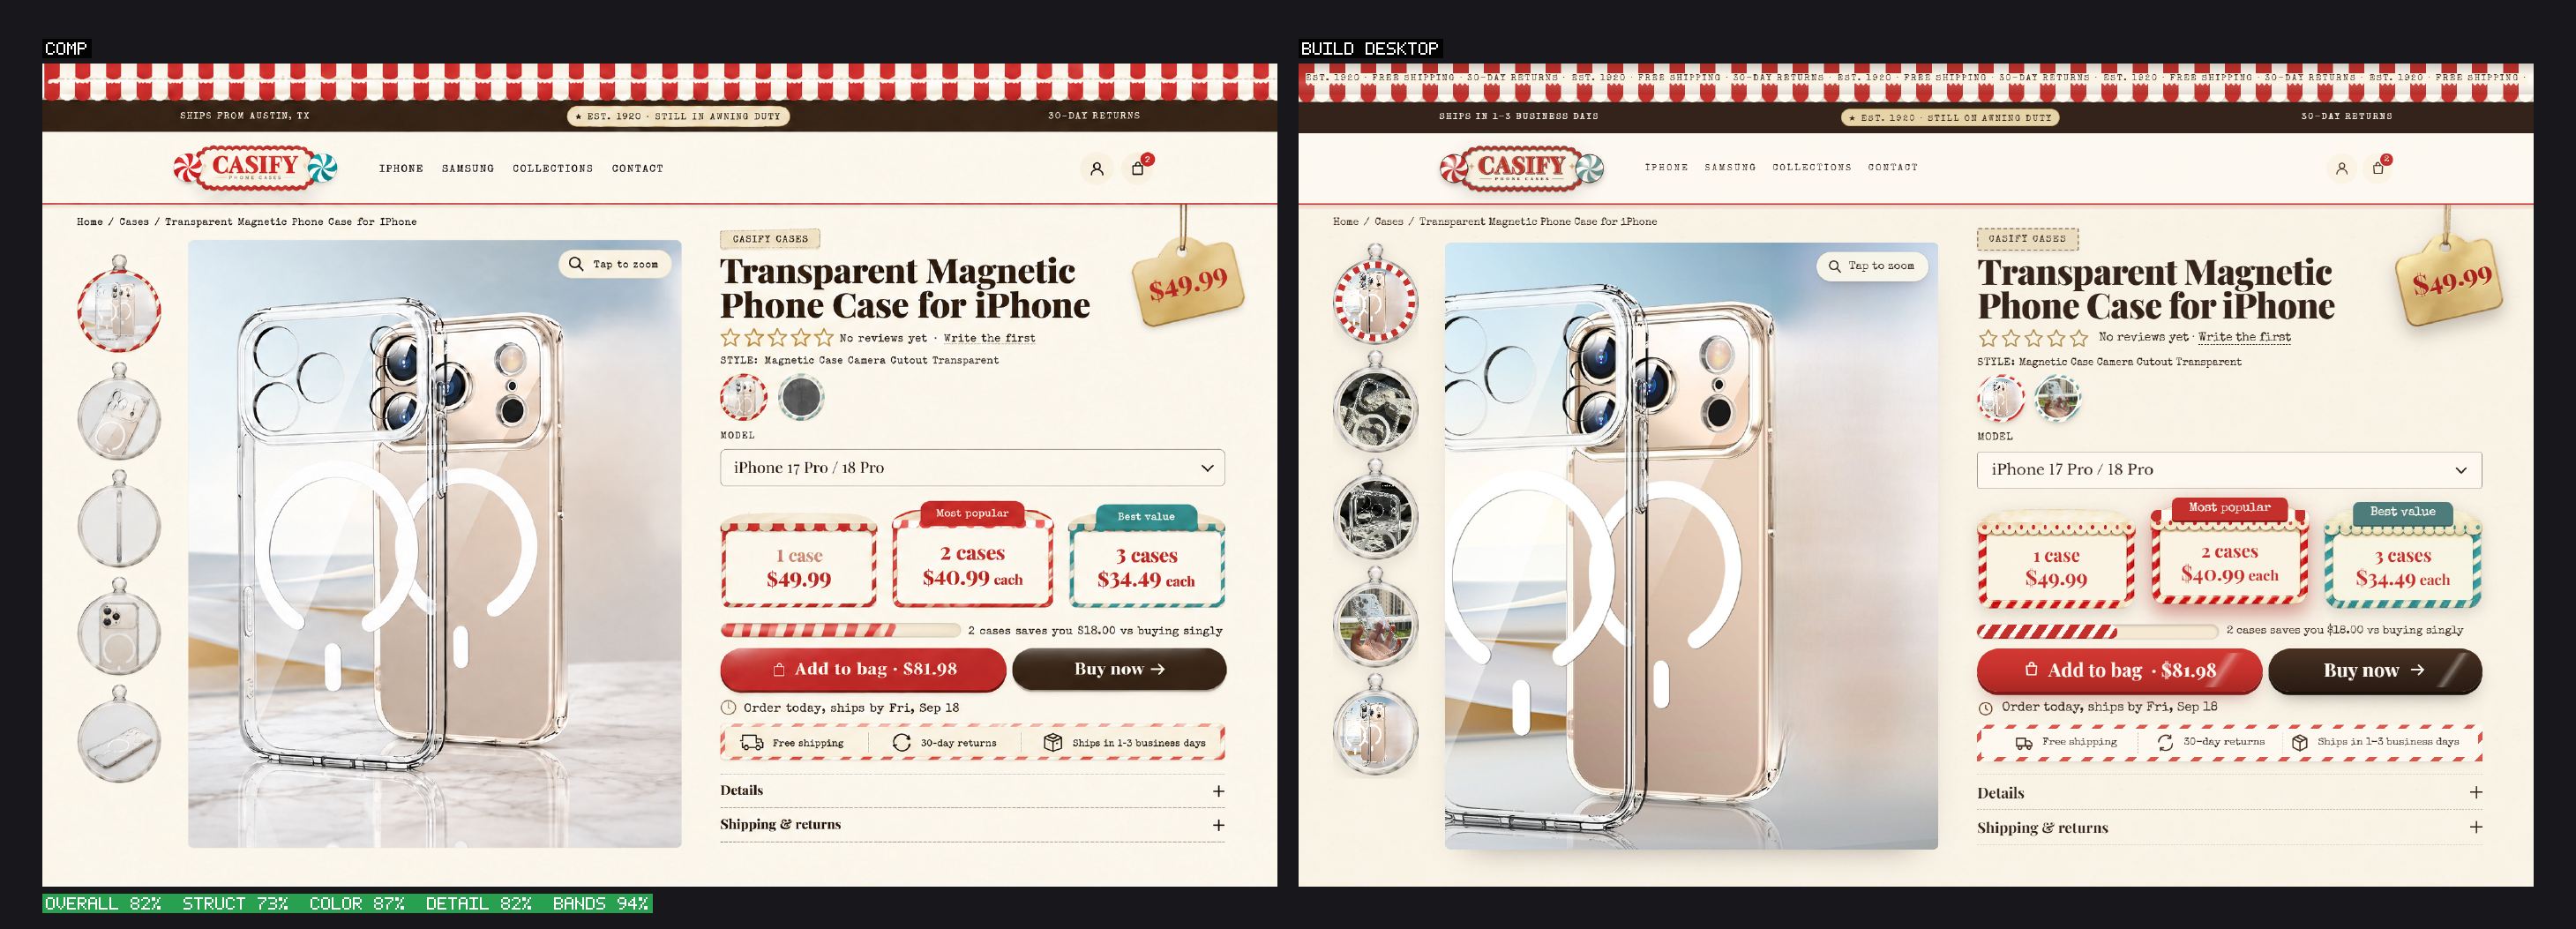 COMP
SHIPS FROM AUSTIN, TX
★ EST. 1920 · STILL IN AWNING DUTY
30-DAY RETURNS
CASIFY
PHONE CASES
IPHONE SAMSUNG COLLECTIONS CONTACT
2
Home / Cases / Transparent Magnetic Phone Case for IPhone
Tap to zoom
CASIFY CASES
Transparent Magnetic
Phone Case for iPhone
$49.99
No reviews yet · Write the first
STYLE: Magnetic Case Camera Cutout Transparent
MODEL
iPhone 17 Pro / 18 Pro
Most popular
Best value
1 case
$49.99
2 cases
$40.99 each
3 cases
$34.49 each
2 cases saves you $18.00 vs buying singly
Add to bag · $81.98
Buy now →
Order today, ships by Fri, Sep 18
Free shipping
30-day returns
Ships in 1-3 business days
Details +
Shipping & returns +
OVERALL 82% STRUCT 73% COLOR 87% DETAIL 82% BANDS 94%
BUILD DESKTOP
EST. 1920 · FREE SHIPPING · 30-DAY RETURNS · EST. 1920 · FREE SHIPPING · 30-DAY RETURNS · EST. 1920 · FREE SHIPPING · 30-DAY RETURNS · EST. 1920 · FREE SHIPPING · 30-DAY RETURNS · EST. 1920 · FREE SHIPPING · 30-DAY RETURNS · EST. 1920 · FREE SHIPPING ·
SHIPS IN 1-3 BUSINESS DAYS
★ EST. 1920 · STILL ON AWNING DUTY
30-DAY RETURNS
CASIFY
PHONE CASES
IPHONE SAMSUNG COLLECTIONS CONTACT
2
Home / Cases / Transparent Magnetic Phone Case for iPhone
Tap to zoom
CASIFY CASES
Transparent Magnetic
Phone Case for iPhone
$49.99
No reviews yet · Write the first
STYLE: Magnetic Case Camera Cutout Transparent
MODEL
iPhone 17 Pro / 18 Pro
Most popular
Best value
1 case
$49.99
2 cases
$40.99 each
3 cases
$34.49 each
2 cases saves you $18.00 vs buying singly
Add to bag · $81.98
Buy now →
Order today, ships by Fri, Sep 18
Free shipping
30-day returns
Ships in 1-3 business days
Details +
Shipping & returns +